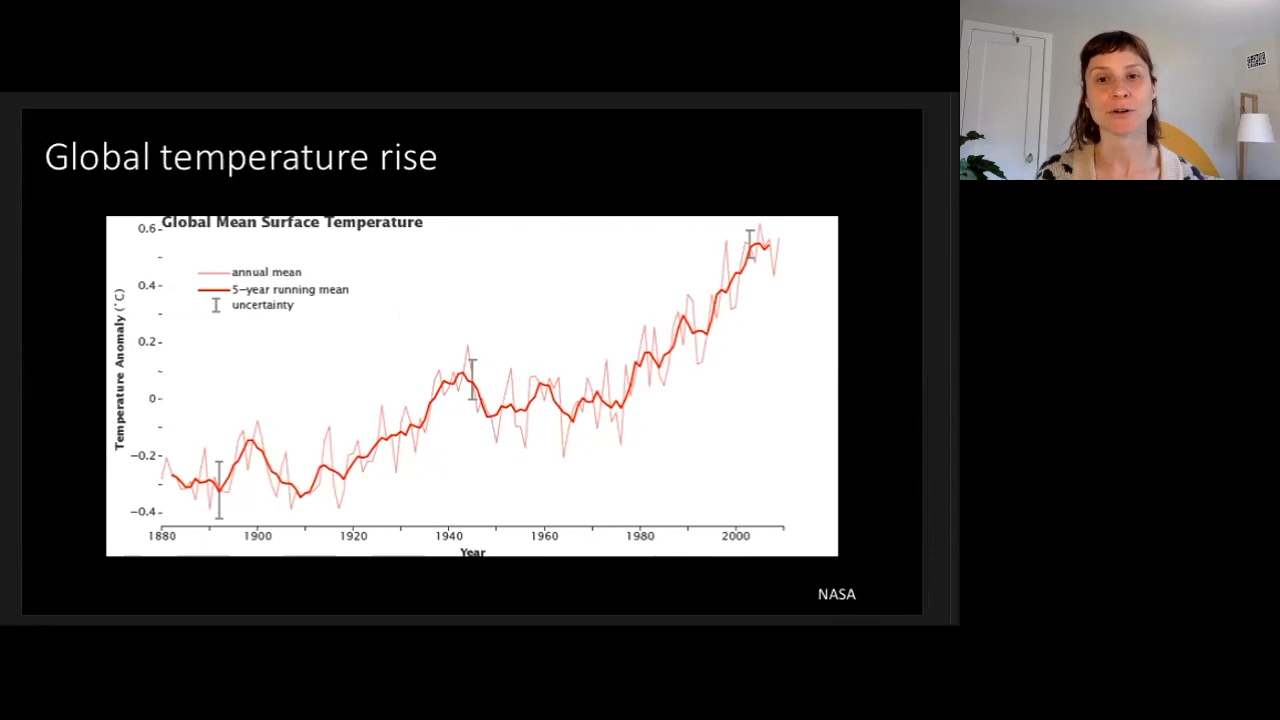 Global temperature rise
Global Mean Surface Temperature
annual mean
5-year running mean
uncertainty
Temperature Anomaly (˚C)
0.6
0.4
0.2
0
-0.2
-0.4
1880 1900 1920 1940 1960 1980 2000
Year
NASA